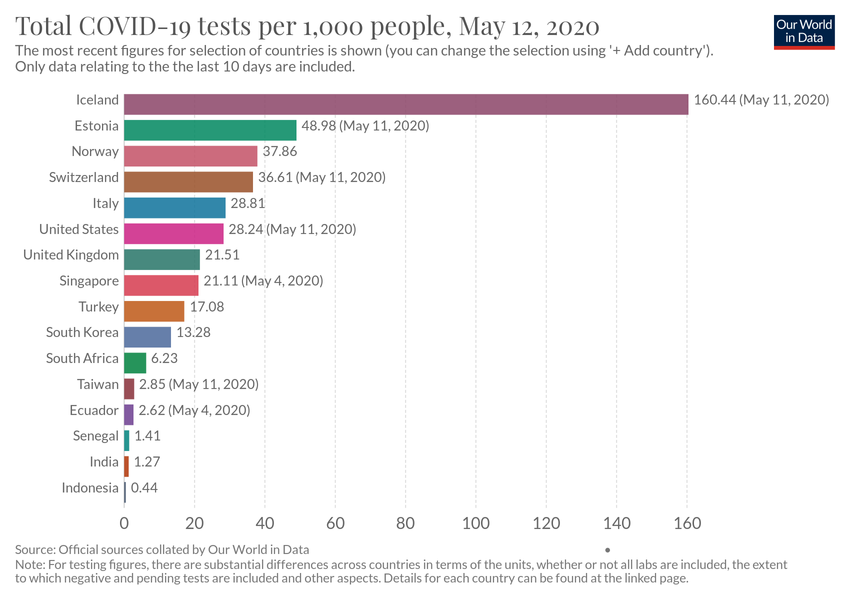 Total COVID-19 tests per 1,000 people, May 12, 2020
Our World
in Data
The most recent figures for selection of countries is shown (you can change the selection using '+ Add country').
Only data relating to the the last 10 days are included.
Iceland 160.44 (May 11, 2020)
Estonia 48.98 (May 11, 2020)
Norway 37.86
Switzerland 36.61 (May 11, 2020)
Italy 28.81
United States 28.24 (May 11, 2020)
United Kingdom 21.51
Singapore 21.11 (May 4, 2020)
Turkey 17.08
South Korea 13.28
South Africa 6.23
Taiwan 2.85 (May 11, 2020)
Ecuador 2.62 (May 4, 2020)
Senegal 1.41
India 1.27
Indonesia 0.44
0 20 40 60 80 100 120 140 160
Source: Official sources collated by Our World in Data
Note: For testing figures, there are substantial differences across countries in terms of the units, whether or not all labs are included, the extent
to which negative and pending tests are included and other aspects. Details for each country can be found at the linked page.